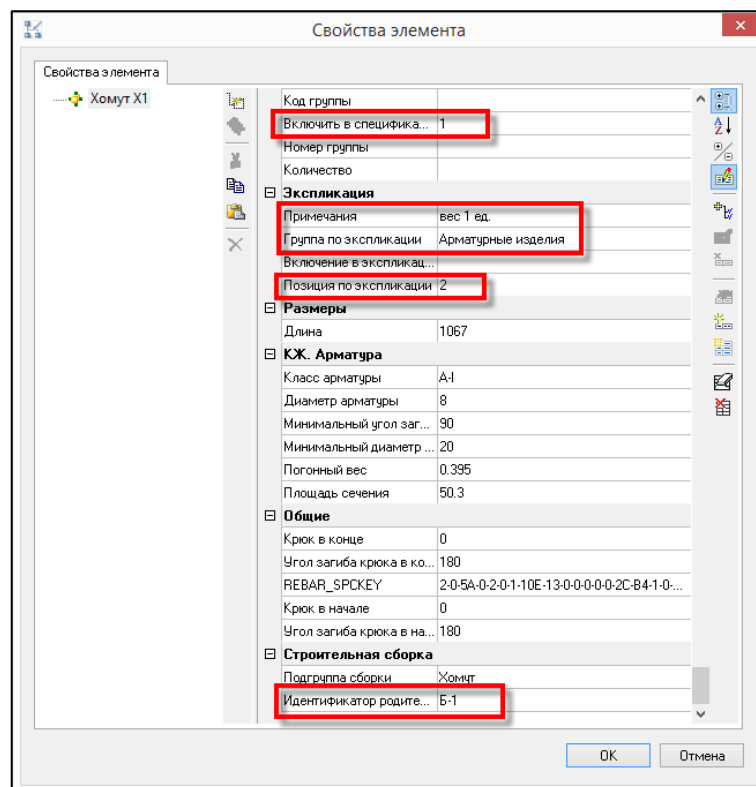 Свойства элемента
Свойства элемента
Хомут Х1
Код группы
Включить в специфика... 1
Номер группы
Количество
Экспликация
Примечания вес 1 ед.
Группа по экспликации Арматурные изделия
Включение в экспликац...
Позиция по экспликации 2
Размеры
Длина 1067
КЖ. Арматура
Класс арматуры A-I
Диаметр арматуры 8
Минимальный угол заг... 90
Минимальный диаметр ... 20
Погонный вес 0.395
Площадь сечения 50.3
Общие
Крюк в конце 0
Угол загиба крюка в ко... 180
REBAR_SPCKEY 2-0-5A-0-2-0-1-10E-13-0-0-0-0-0-2C-B4-1-0-...
Крюк в начале 0
Угол загиба крюка в на... 180
Строительная сборка
Подгруппа сборки Хомут
Идентификатор родите... Б-1
OK Отмена